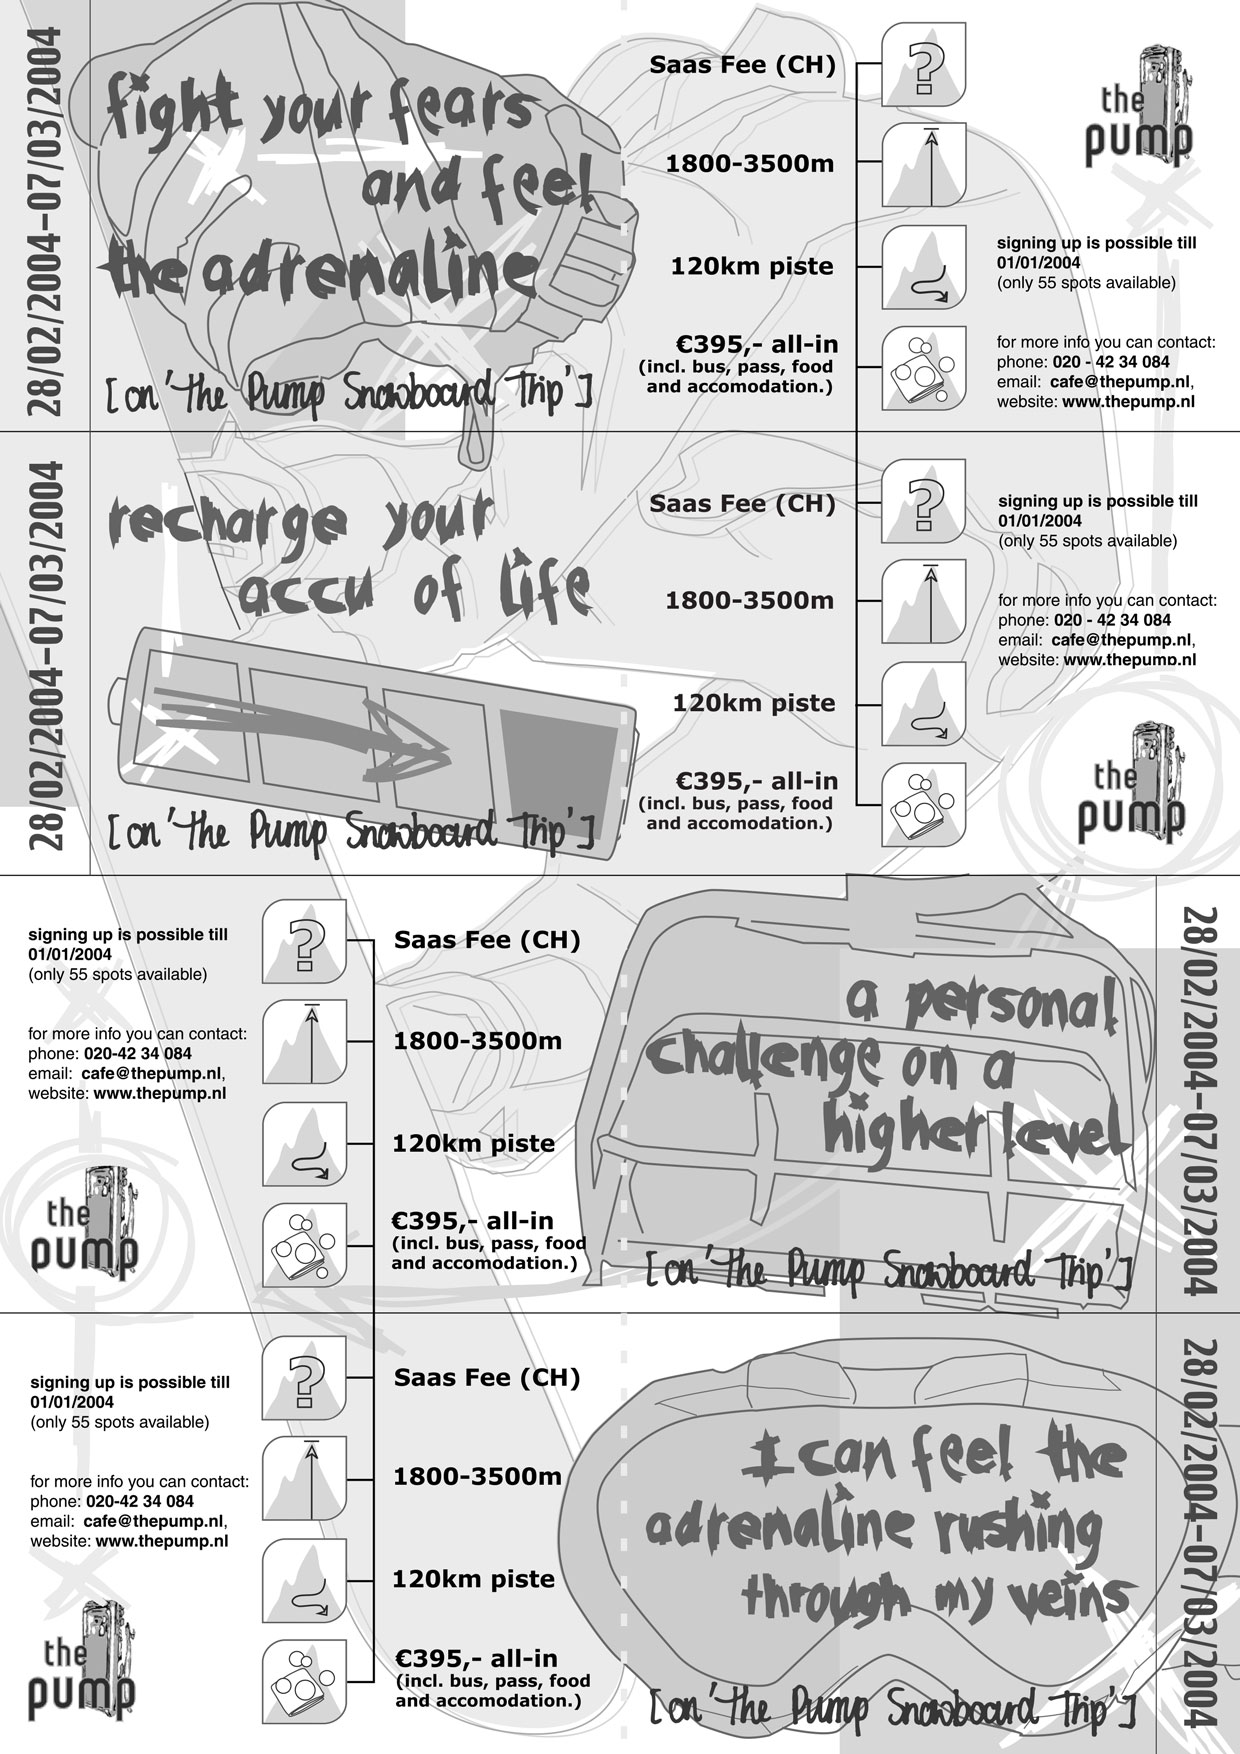 28/02/2004-07/03/2004
fight your fears
and feel
the adrenaline
[on 'the Pump Snowboard Trip']
Saas Fee (CH)
1800-3500m
120km piste
€395,- all-in
(incl. bus, pass, food
and accomodation.)
?
the
pump
signing up is possible till
01/01/2004
(only 55 spots available)
for more info you can contact:
phone: 020 - 42 34 084
email:  cafe@thepump.nl,
website: www.thepump.nl
28/02/2004-07/03/2004
recharge your
accu of life
[on 'the Pump Snowboard Trip']
Saas Fee (CH)
1800-3500m
120km piste
€395,- all-in
(incl. bus, pass, food
and accomodation.)
?
signing up is possible till
01/01/2004
(only 55 spots available)
for more info you can contact:
phone: 020 - 42 34 084
email:  cafe@thepump.nl,
website: www.thepump.nl
the
pump
signing up is possible till
01/01/2004
(only 55 spots available)
for more info you can contact:
phone: 020-42 34 084
email:  cafe@thepump.nl,
website: www.thepump.nl
the
pump
?
Saas Fee (CH)
1800-3500m
120km piste
€395,- all-in
(incl. bus, pass, food
and accomodation.)
a personal
challenge on a
higher level
[on 'the Pump Snowboard Trip']
28/02/2004-07/03/2004
signing up is possible till
01/01/2004
(only 55 spots available)
for more info you can contact:
phone: 020-42 34 084
email:  cafe@thepump.nl,
website: www.thepump.nl
the
pump
?
Saas Fee (CH)
1800-3500m
120km piste
€395,- all-in
(incl. bus, pass, food
and accomodation.)
I can feel the
adrenaline rushing
through my veins
[on 'the Pump Snowboard Trip']
28/02/2004-07/03/2004